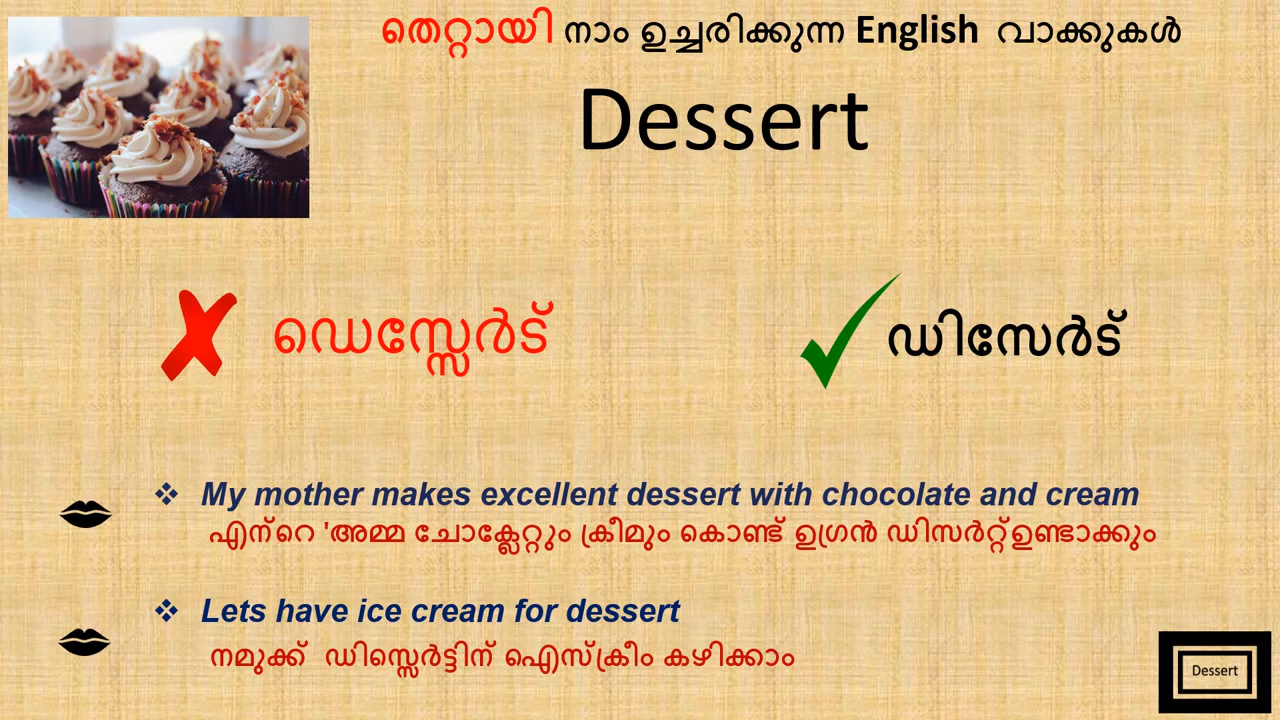 തെറ്റായി നാം ഉച്ചരിക്കുന്ന English വാക്കുകൾ
Dessert
ഡെസ്സേർട് ഡിസേർട്
❖ My mother makes excellent dessert with chocolate and cream
എന്റെ 'അമ്മ ചോക്ലേറ്റും ക്രീമും കൊണ്ട് ഉഗ്രൻ ഡിസർറ്റ്ഉണ്ടാക്കും
❖ Lets have ice cream for dessert
നമുക്ക് ഡിസ്സെർട്ടിന് ഐസ്ക്രീം കഴിക്കാം
Dessert